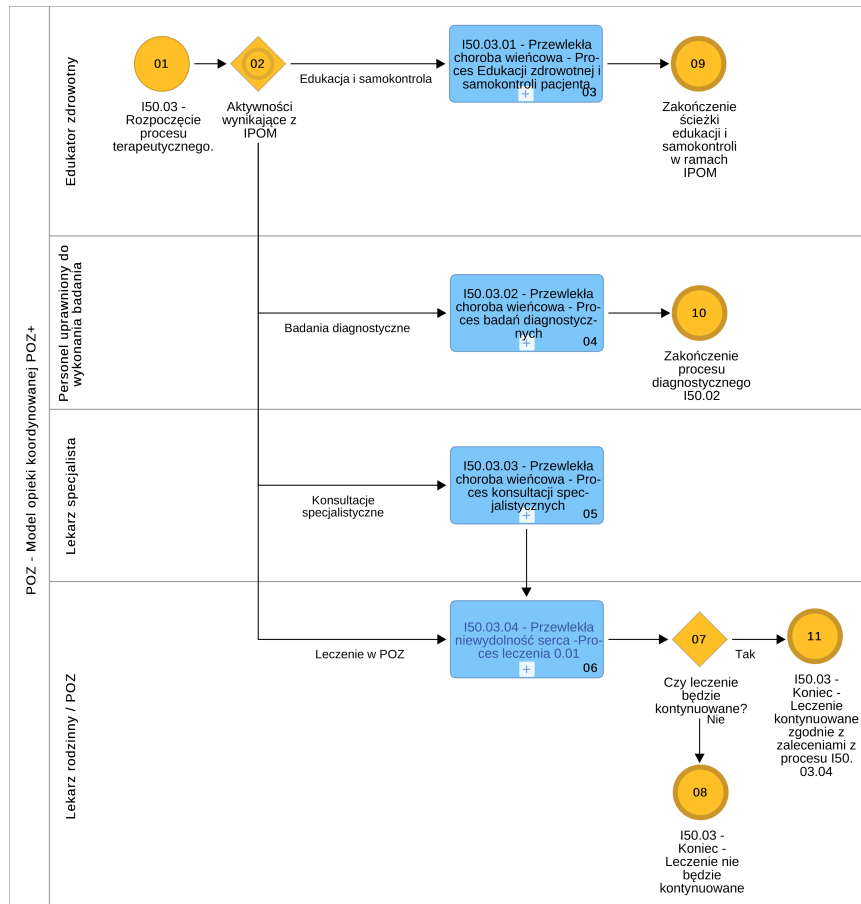 POZ - Model opieki koordynowanej POZ+
Edukator zdrowotny
01
I50.03 -
Rozpoczęcie
procesu
terapeutycznego.
02
Aktywności
wynikające z
IPOM
Edukacja i samokontrola
I50.03.01 - Przewlekła
choroba wieńcowa - Pro-
ces Edukacji zdrowotnej i
samokontroli pacjenta
03
09
Zakończenie
ścieżki
edukacji i
samokontroli
w ramach
IPOM
Personel uprawniony do
wykonania badania
Badania diagnostyczne
I50.03.02 - Przewlekła
choroba wieńcowa - Pro-
ces badań diagnostycz-
nych
04
10
Zakończenie
procesu
diagnostycznego
I50.02
Lekarz specjalista
Konsultacje
specjalistyczne
I50.03.03 - Przewlekła
choroba wieńcowa - Pro-
ces konsultacji spec-
jalistycznych
05
Lekarz rodzinny / POZ
Leczenie w POZ
I50.03.04 - Przewlekła
niewydolność serca -Pro-
ces leczenia 0.01
06
07
Czy leczenie
będzie
kontynuowane?
Tak
Nie
11
I50.03 -
Koniec -
Leczenie
kontynuowane
zgodnie z
zaleceniami z
procesu I50.
03.04
08
I50.03 -
Koniec -
Leczenie nie
będzie
kontynuowane